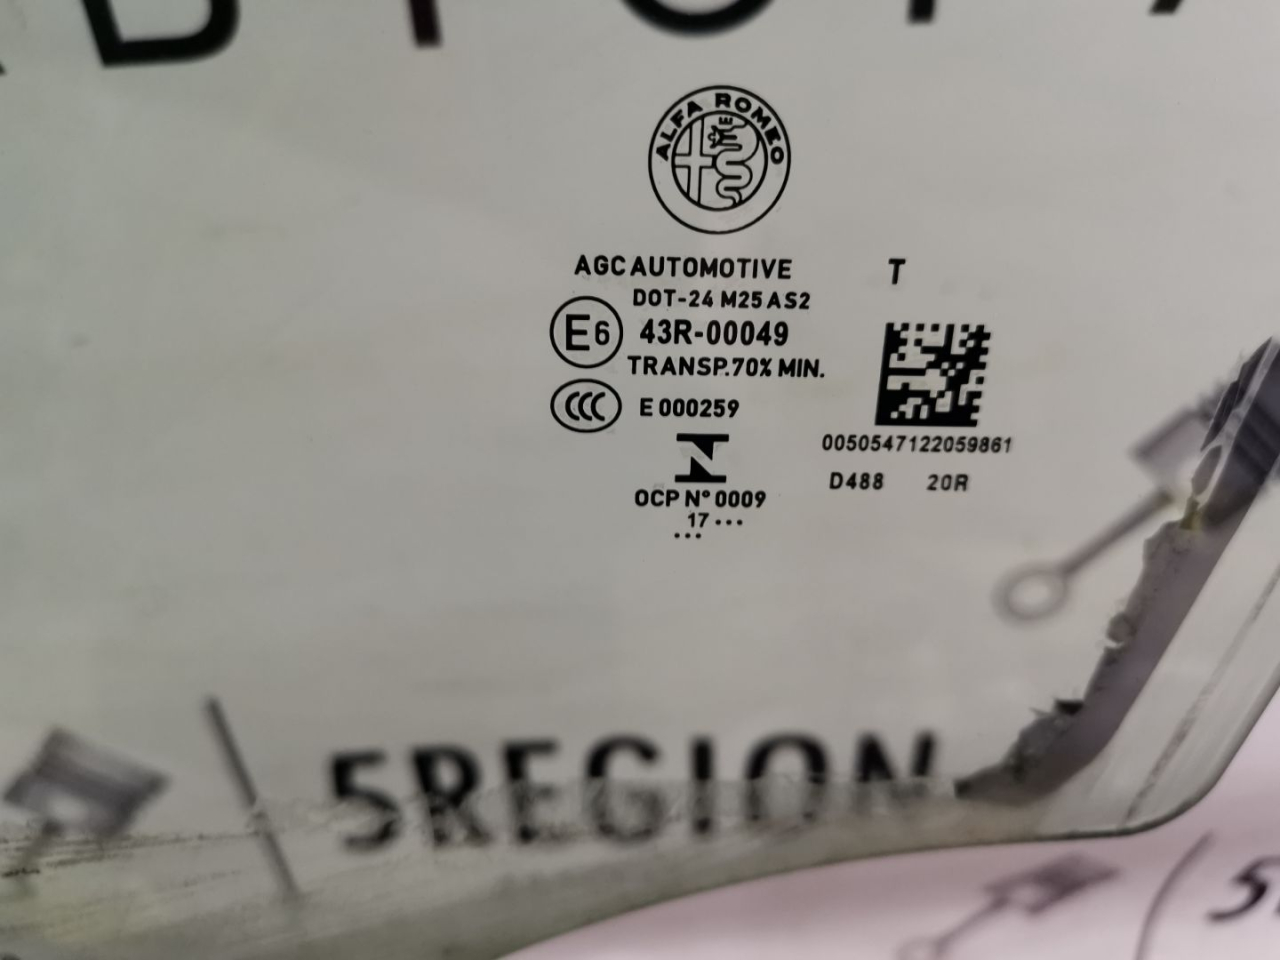 ALFA ROMEO
AGC AUTOMOTIVE T
DOT-24 M25 AS2
E6 43R-00049
TRANSP.70% MIN.
CCC E 000259
0050547122059861
N
D488 20R
OCP N° 0009
17 •••
•••
5REGION